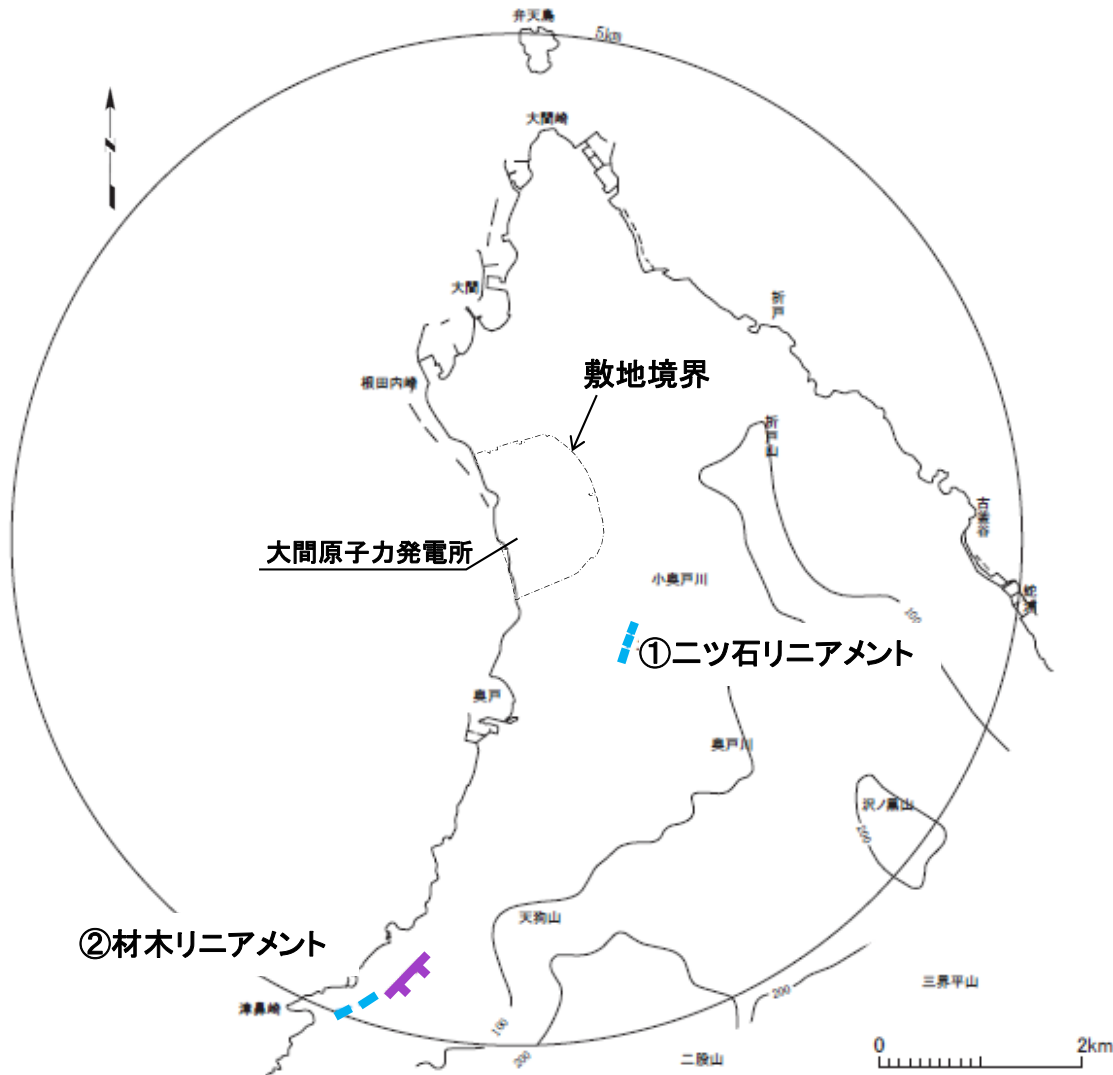 弁天島
5km
大間崎
N
大間
折戸
根田内崎
敷地境界
折戸山
古釜谷
大間原子力発電所
小奥戸川
蛇浦
100
①二ツ石リニアメント
奥戸
奥戸川
沢ノ黒山
200
天狗山
②材木リニアメント
三界平山
200
津鼻崎
100
200
二股山
0
2km